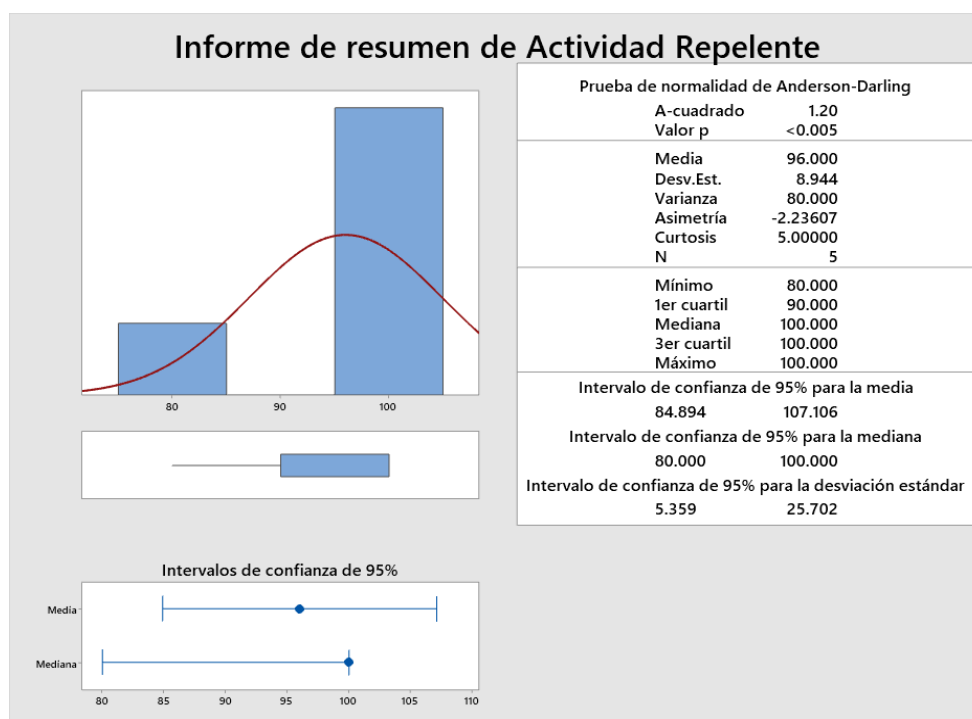 Informe de resumen de Actividad Repelente
80 90 100
Intervalos de confianza de 95%
Media
Mediana
80 85 90 95 100 105 110
Prueba de normalidad de Anderson-Darling
A-cuadrado 1.20
Valor p <0.005
Media 96.000
Desv.Est. 8.944
Varianza 80.000
Asimetría -2.23607
Curtosis 5.00000
N 5
Mínimo 80.000
1er cuartil 90.000
Mediana 100.000
3er cuartil 100.000
Máximo 100.000
Intervalo de confianza de 95% para la media
84.894 107.106
Intervalo de confianza de 95% para la mediana
80.000 100.000
Intervalo de confianza de 95% para la desviación estándar
5.359 25.702